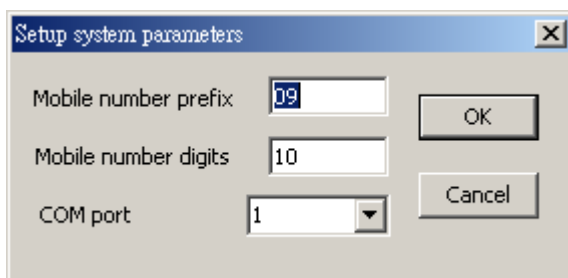 Setup system parameters
Mobile number prefix 09
OK
Mobile number digits 10
Cancel
COM port 1